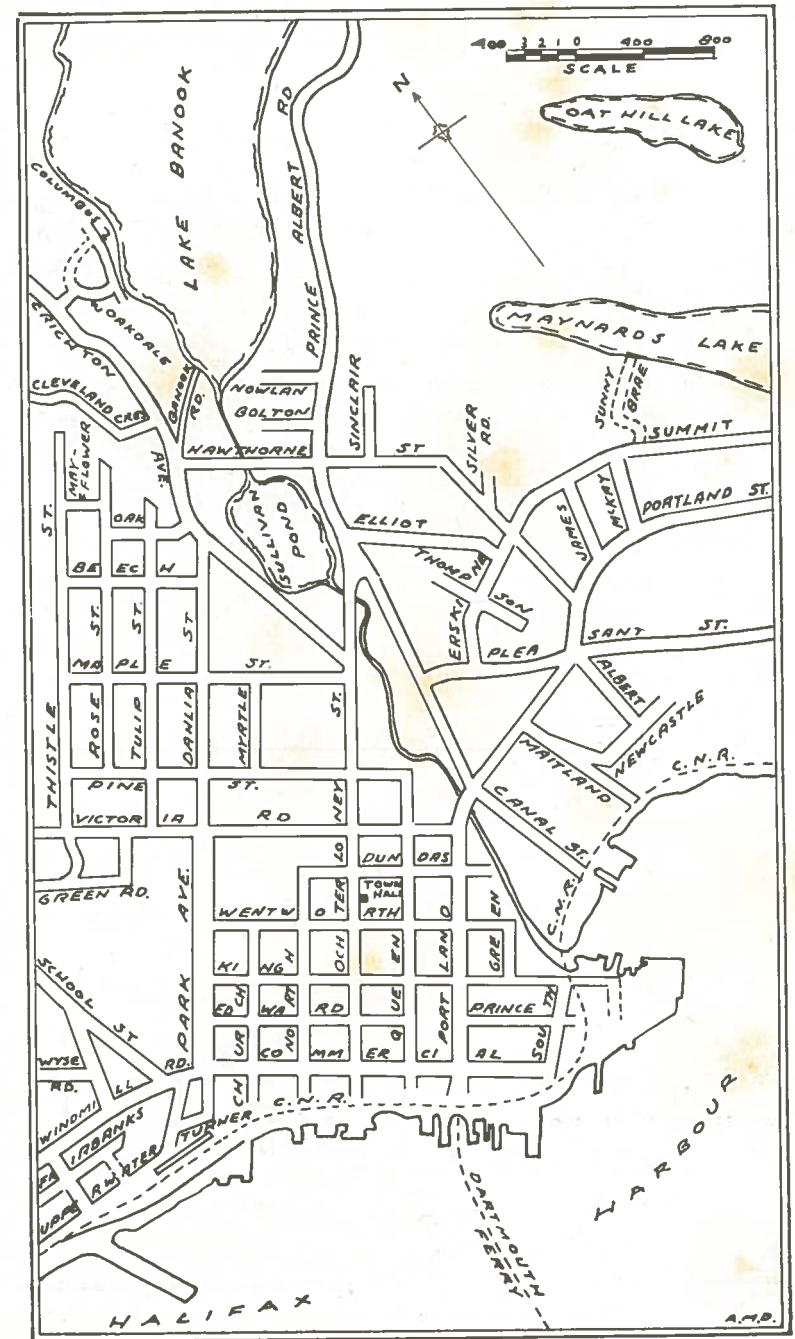 400 3 2 1 0 400 800
SCALE
N
OAT HILL LAKE
LAKE BANOOK
PRINCE ALBERT RD
COLUMBO
MAYNARDS LAKE
CRICHTON AVE.
OAKDALE
BANOOK RD.
CLEVELAND CRES
NOWLAN
BOLTON
SINCLAIR
SUNNY BRAE
SUMMIT
HAWTHORNE ST
SILVER RD.
MAY-FLOWER
OAK
SULLIVAN POND
ELLIOT
JAMES
MCKAY
PORTLAND ST.
THOMPSON
ERSKINE
BEECH
PLEASANT ST.
MAPLE ST.
ALBERT
NEWCASTLE
MAITLAND
C.N.R.
THISTLE ST.
ROSE ST.
TULIP ST.
DAHLIA ST
MYRTLE
PINE ST.
VICTORIA RD
OCHTERLONEY ST.
CANAL ST.
DUNDAS
TOWN HALL
GREEN RD.
PARK AVE.
WENTWORTH
GREEN
C.N.R.
KING
EDWARD
PRINCE
SCHOOL ST
CHURCH
NORTH
QUEEN
PORTLAND
SOUTH
COMMERCIAL
WYSE RD.
WINDMILL RD.
FAIRBANKS
TURNER
C.N.R.
UPPER WATER
DARTMOUTH FERRY
HALIFAX HARBOUR
A.M.D.